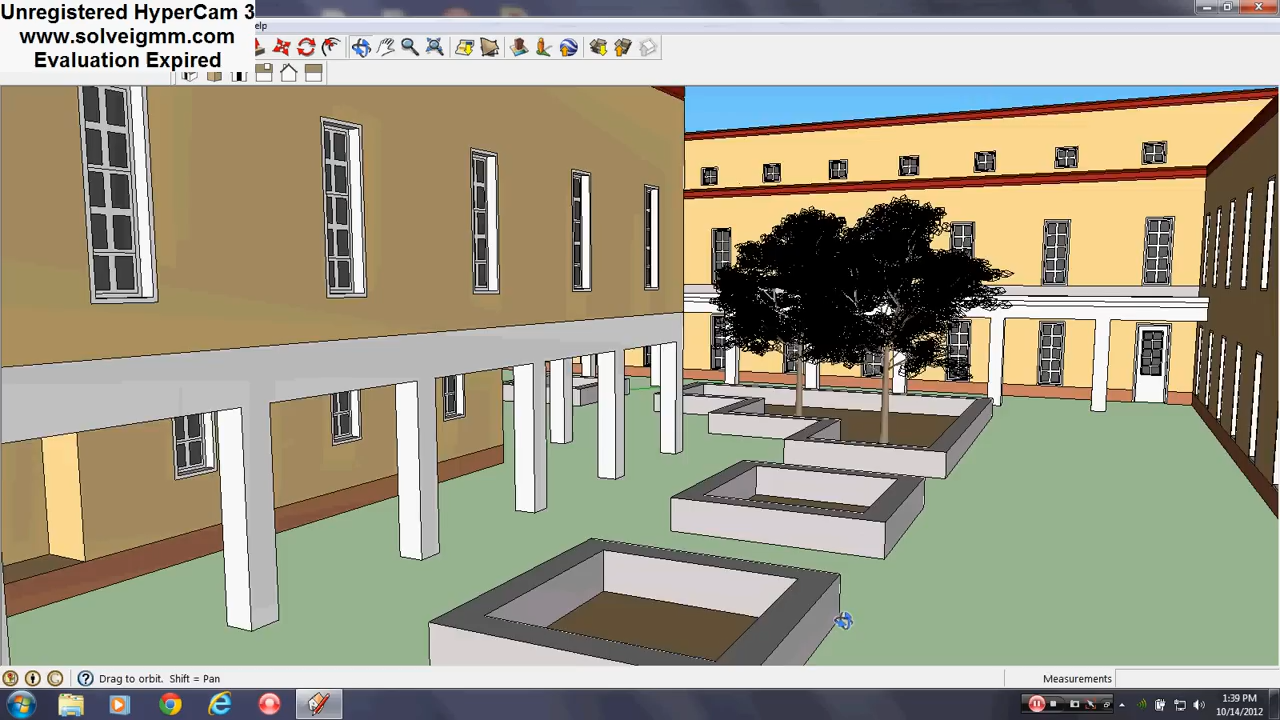 Unregistered HyperCam 3
www.solveigmm.com
Evaluation Expired
elp
Drag to orbit. Shift = Pan
Measurements
1:39 PM
10/14/2012